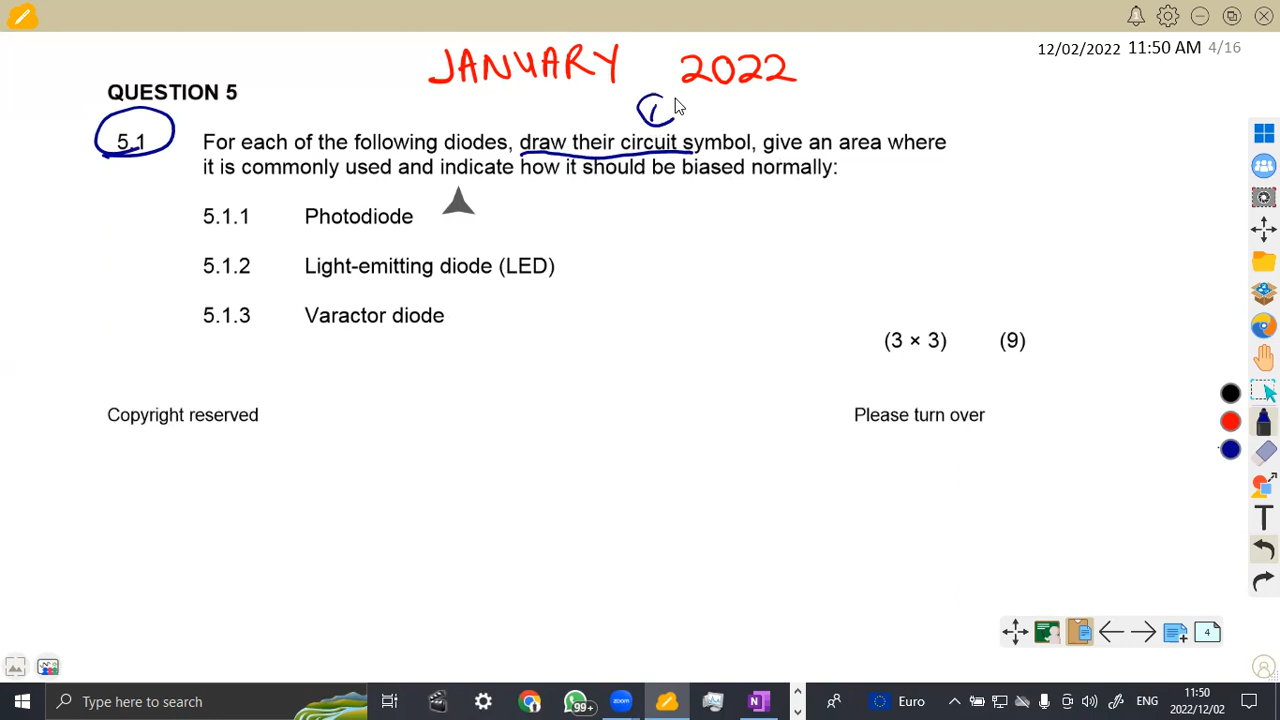 12/02/2022 11:50 AM 4/16
JANUARY 2022
QUESTION 5
1
5.1 For each of the following diodes, draw their circuit symbol, give an area where
it is commonly used and indicate how it should be biased normally:
5.1.1 Photodiode
5.1.2 Light-emitting diode (LED)
5.1.3 Varactor diode
(3 × 3) (9)
Copyright reserved Please turn over
T
4
Type here to search
99+
zoom
N
Euro
ENG
11:50
2022/12/02